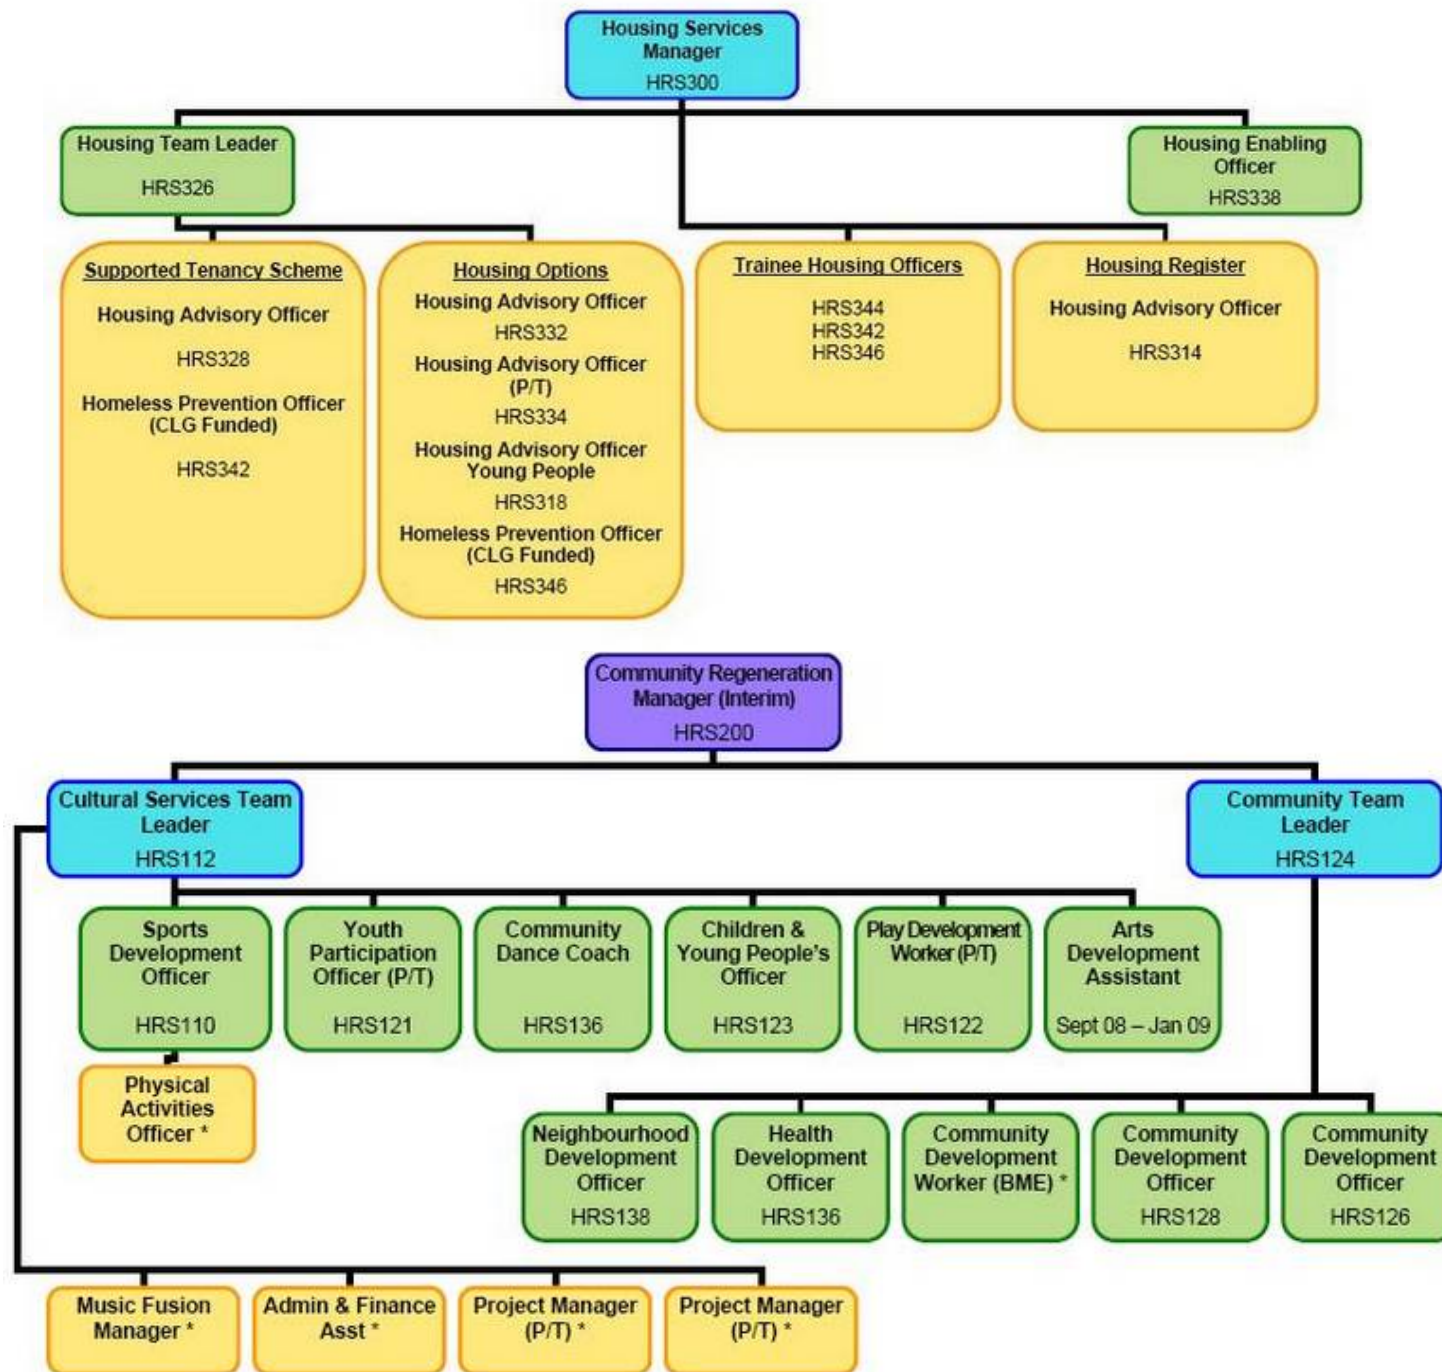 Housing Services
Manager
HRS300
Housing Team Leader
HRS326
Housing Enabling
Officer
HRS338
Supported Tenancy Scheme
Housing Advisory Officer
HRS328
Homeless Prevention Officer
(CLG Funded)
HRS342
Housing Options
Housing Advisory Officer
HRS332
Housing Advisory Officer
(P/T)
HRS334
Housing Advisory Officer
Young People
HRS318
Homeless Prevention Officer
(CLG Funded)
HRS346
Trainee Housing Officers
HRS344
HRS342
HRS346
Housing Register
Housing Advisory Officer
HRS314
Community Regeneration
Manager (Interim)
HRS200
Cultural Services Team
Leader
HRS112
Community Team
Leader
HRS124
Sports
Development
Officer
HRS110
Youth
Participation
Officer (P/T)
HRS121
Community
Dance Coach
HRS136
Children &
Young People's
Officer
HRS123
Play Development
Worker (P/T)
HRS122
Arts
Development
Assistant
Sept 08 – Jan 09
Physical
Activities
Officer *
Neighbourhood
Development
Officer
HRS138
Health
Development
Officer
HRS136
Community
Development
Worker (BME) *
Community
Development
Officer
HRS128
Community
Development
Officer
HRS126
Music Fusion
Manager *
Admin & Finance
Asst *
Project Manager
(P/T) *
Project Manager
(P/T) *